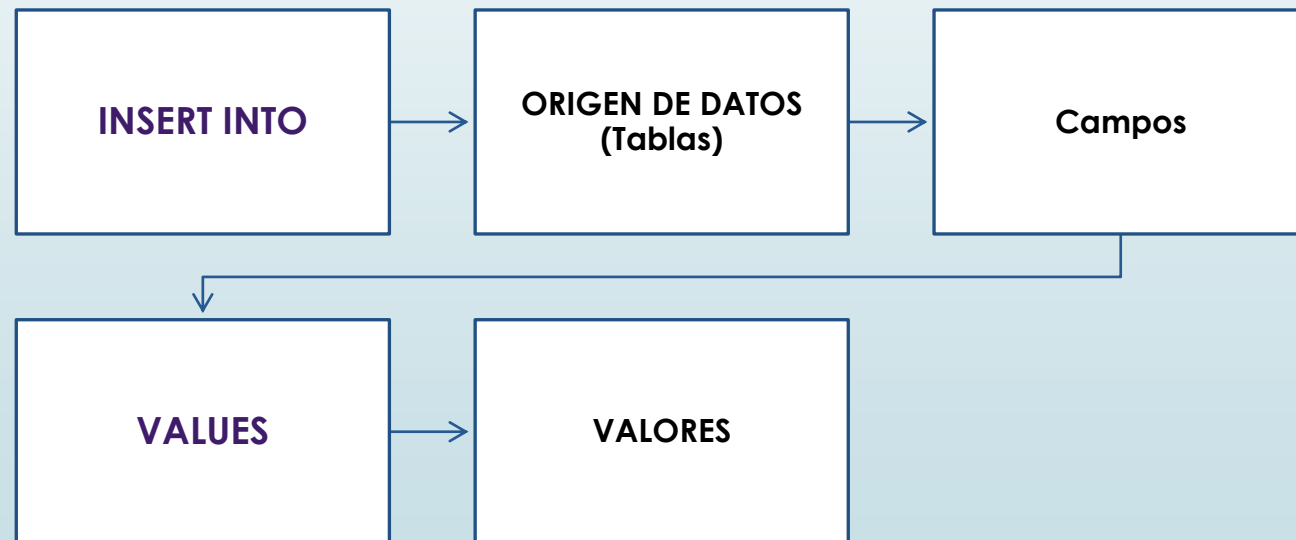 INSERT INTO
ORIGEN DE DATOS
(Tablas)
Campos
VALUES
VALORES